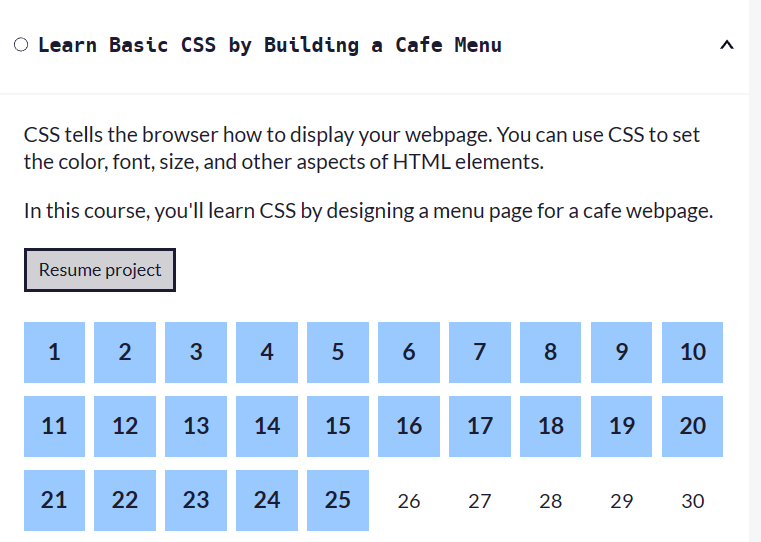 Learn Basic CSS by Building a Cafe Menu
CSS tells the browser how to display your webpage. You can use CSS to set
the color, font, size, and other aspects of HTML elements.
In this course, you'll learn CSS by designing a menu page for a cafe webpage.
Resume project
1 2 3 4 5 6 7 8 9 10
11 12 13 14 15 16 17 18 19 20
21 22 23 24 25 26 27 28 29 30